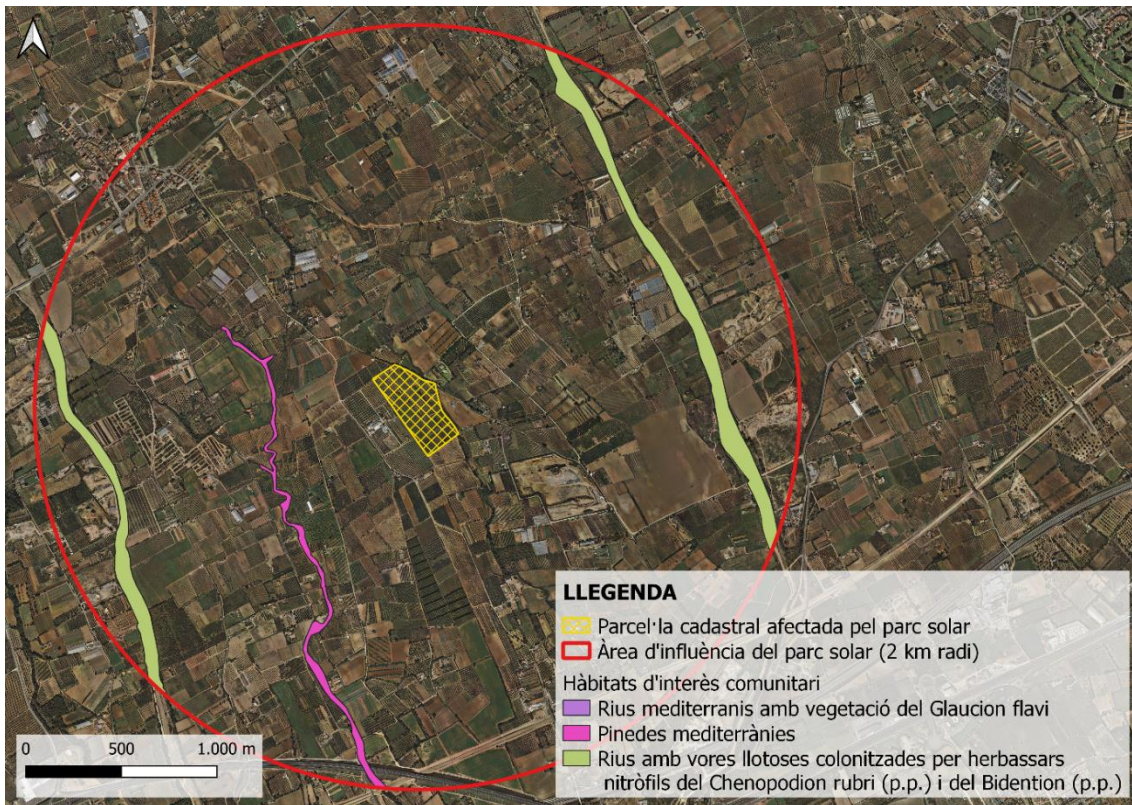 LLEGENDA
Parcel·la cadastral afectada pel parc solar
Àrea d'influència del parc solar (2 km radi)
Hàbitats d'interès comunitari
Rius mediterranis amb vegetació del Glaucion flavi
Pinedes mediterrànies
Rius amb vores llotoses colonitzades per herbassars
nitròfils del Chenopodion rubri (p.p.) i del Bidention (p.p.)
0 500 1.000 m